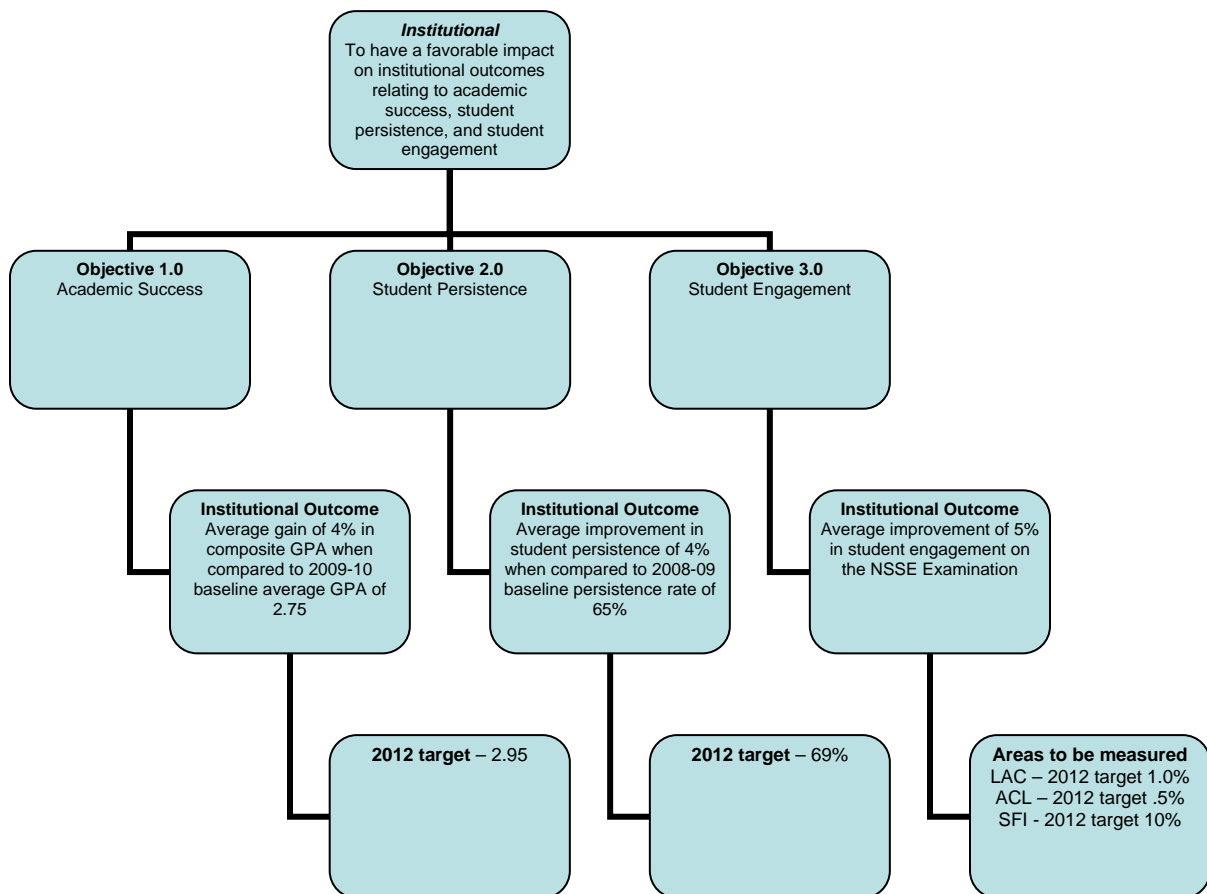 Institutional
To have a favorable impact
on institutional outcomes
relating to academic
success, student
persistence, and student
engagement
Objective 1.0
Academic Success
Objective 2.0
Student Persistence
Objective 3.0
Student Engagement
Institutional Outcome
Average gain of 4% in
composite GPA when
compared to 2009-10
baseline average GPA of
2.75
Institutional Outcome
Average improvement in
student persistence of 4%
when compared to 2008-09
baseline persistence rate of
65%
Institutional Outcome
Average improvement of 5%
in student engagement on
the NSSE Examination
2012 target – 2.95
2012 target – 69%
Areas to be measured
LAC – 2012 target 1.0%
ACL – 2012 target .5%
SFI - 2012 target 10%